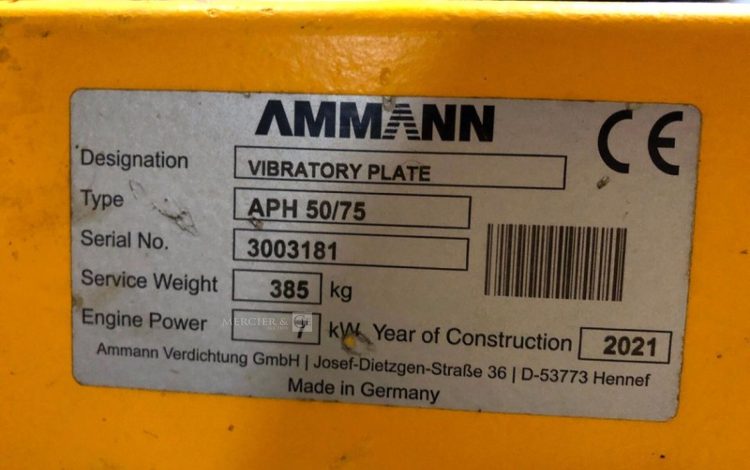 AMMANN CE
Designation VIBRATORY PLATE
Type APH 50/75
Serial No. 3003181
Service Weight 385 kg
MERCIER &
Engine Power 7 kW Year of Construction 2021
Ammann Verdichtung GmbH | Josef-Dietzgen-Straße 36 | D-53773 Hennef
Made in Germany